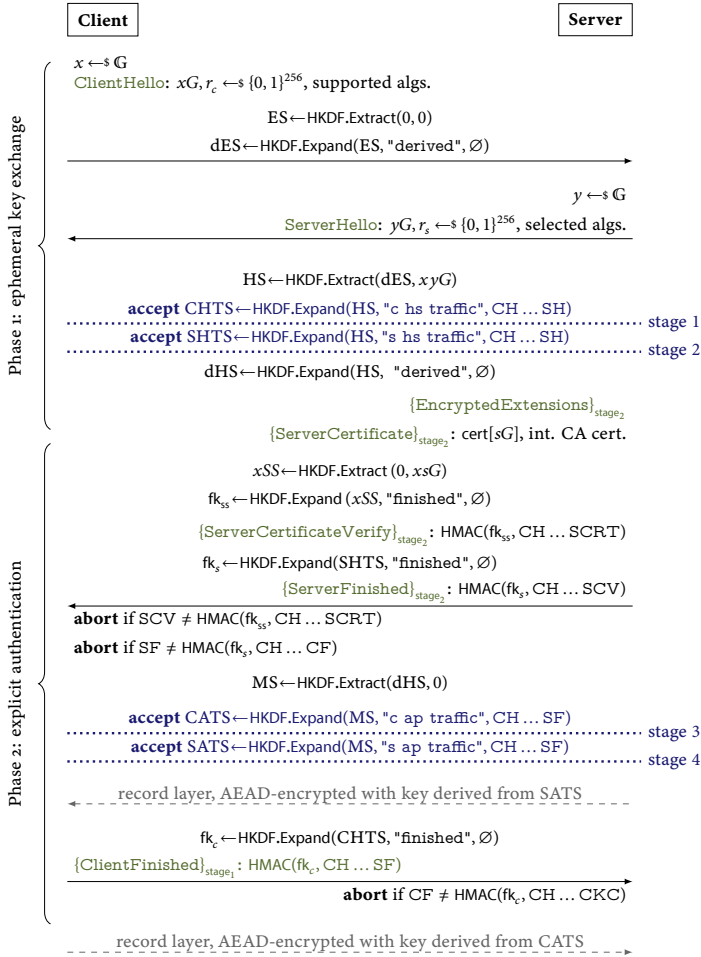 Client
Server
Phase 1: ephemeral key exchange
x ←$ 𝔾
ClientHello: xG, r_c ←$ {0, 1}^256, supported algs.
ES←HKDF.Extract(0, 0)
dES←HKDF.Expand(ES, "derived", ∅)
y ←$ 𝔾
ServerHello: yG, r_s ←$ {0, 1}^256, selected algs.
HS←HKDF.Extract(dES, xyG)
accept CHTS←HKDF.Expand(HS, "c hs traffic", CH … SH)
stage 1
accept SHTS←HKDF.Expand(HS, "s hs traffic", CH … SH)
stage 2
dHS←HKDF.Expand(HS, "derived", ∅)
{EncryptedExtensions}_stage_2
{ServerCertificate}_stage_2: cert[sG], int. CA cert.
Phase 2: explicit authentication
xSS←HKDF.Extract (0, xsG)
fk_ss←HKDF.Expand (xSS, "finished", ∅)
{ServerCertificateVerify}_stage_2: HMAC(fk_ss, CH … SCRT)
fk_s←HKDF.Expand(SHTS, "finished", ∅)
{ServerFinished}_stage_2: HMAC(fk_s, CH … SCV)
abort if SCV ≠ HMAC(fk_ss, CH … SCRT)
abort if SF ≠ HMAC(fk_s, CH … CF)
MS←HKDF.Extract(dHS, 0)
accept CATS←HKDF.Expand(MS, "c ap traffic", CH … SF)
stage 3
accept SATS←HKDF.Expand(MS, "s ap traffic", CH … SF)
stage 4
record layer, AEAD-encrypted with key derived from SATS
fk_c←HKDF.Expand(CHTS, "finished", ∅)
{ClientFinished}_stage_1: HMAC(fk_c, CH … SF)
abort if CF ≠ HMAC(fk_c, CH … CKC)
record layer, AEAD-encrypted with key derived from CATS